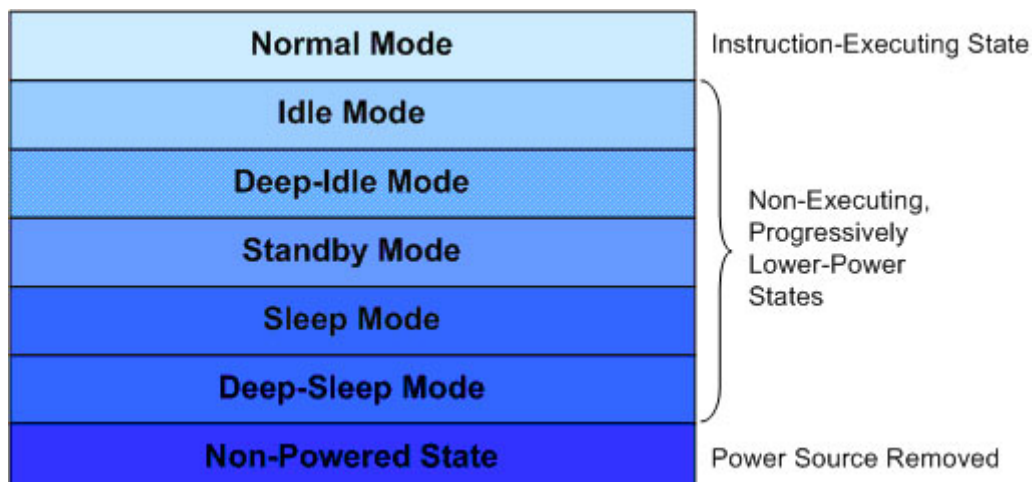 Normal Mode
Instruction-Executing State
Idle Mode
Deep-Idle Mode
Standby Mode
Sleep Mode
Deep-Sleep Mode
Non-Executing,
Progressively
Lower-Power
States
Non-Powered State
Power Source Removed